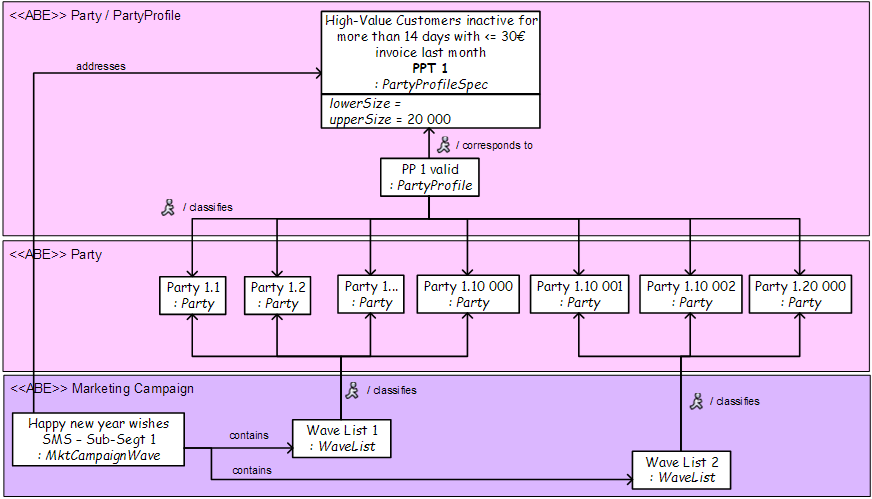 <<ABE>> Party / PartyProfile
High-Value Customers inactive for
more than 14 days with <= 30€
invoice last month
PPT 1
: PartyProfileSpec
lowerSize =
upperSize = 20 000
addresses
/ corresponds to
PP 1 valid
: PartyProfile
/ classifies
<<ABE>> Party
Party 1.1
: Party
Party 1.2
: Party
Party 1...
: Party
Party 1.10 000
: Party
Party 1.10 001
: Party
Party 1.10 002
: Party
Party 1.20 000
: Party
<<ABE>> Marketing Campaign
/ classifies
/ classifies
Happy new year wishes
SMS - Sub-Segt 1
: MktCampaignWave
contains
Wave List 1
: WaveList
contains
Wave List 2
: WaveList